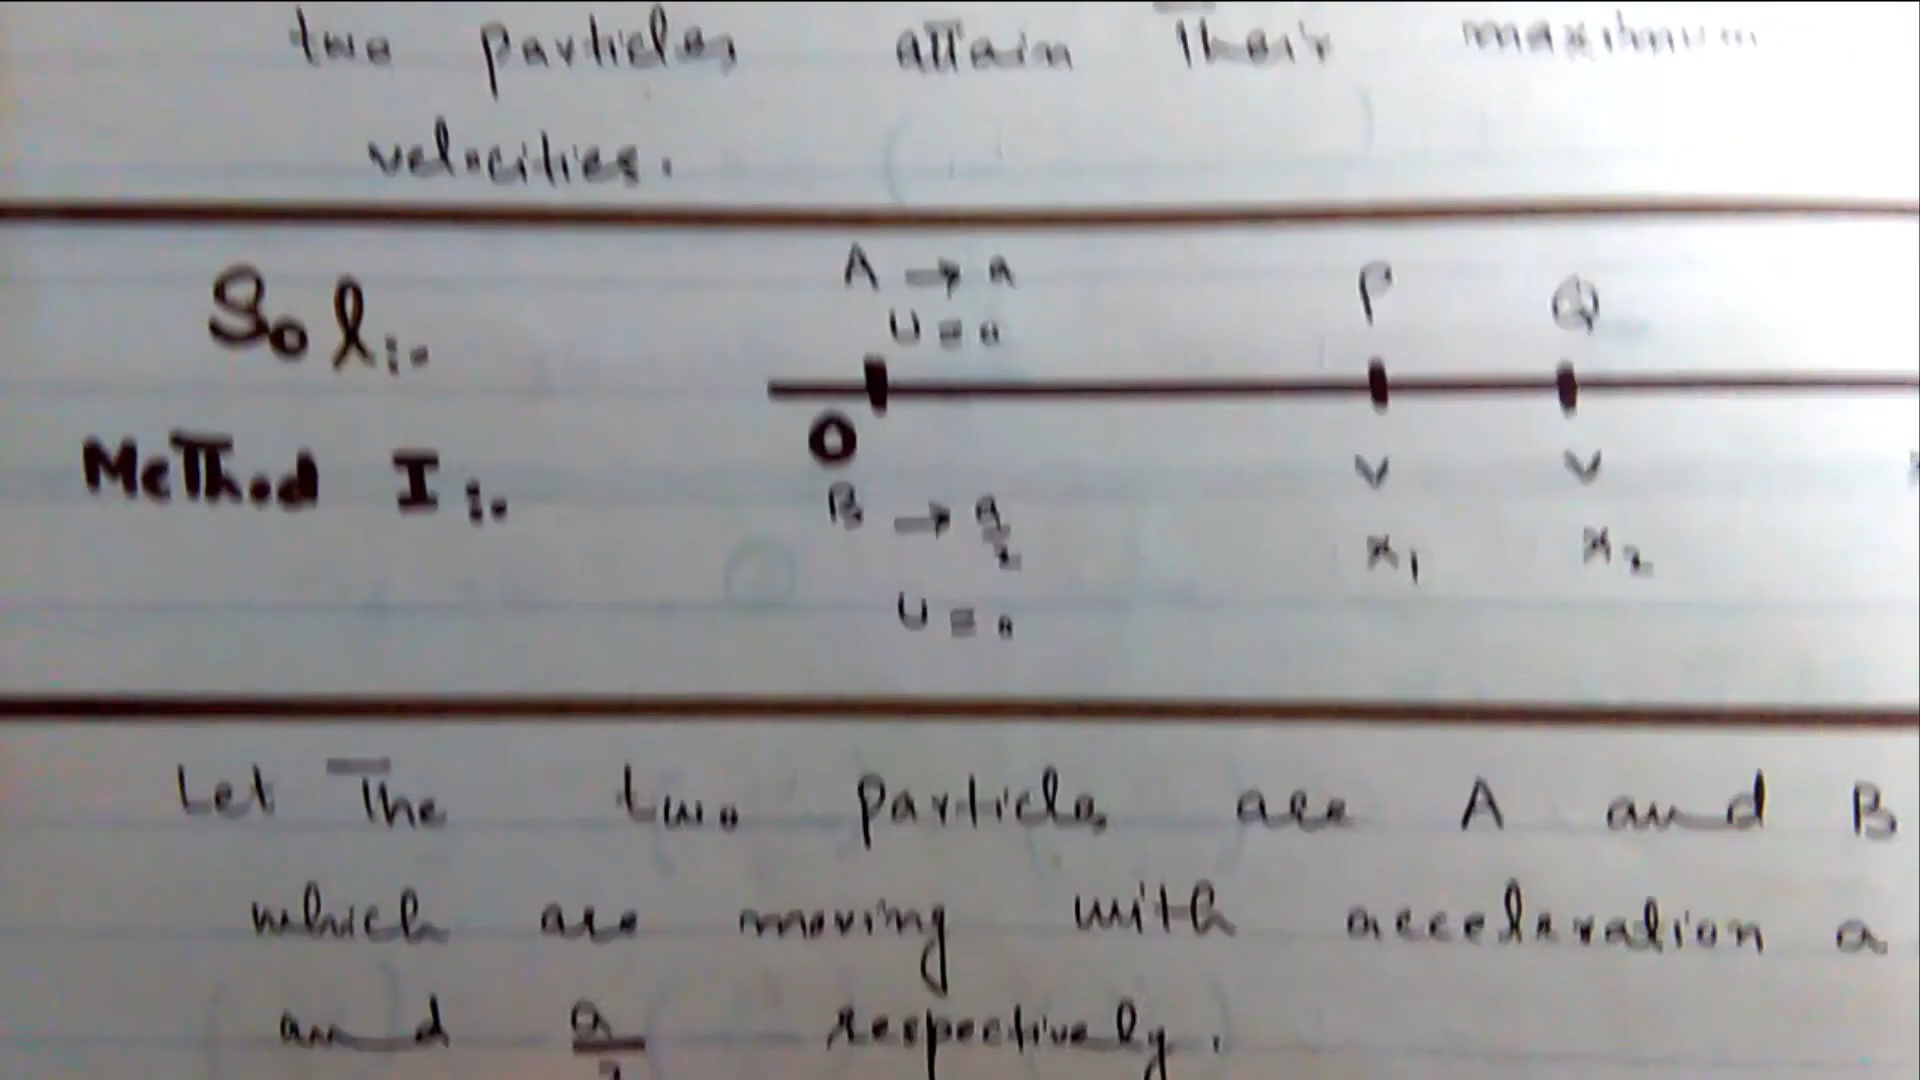 two particles attain their maximum
velocities.
Sol:-
A → a
U = 0
P Q
Method I:-
O
V V
B → a/2
x₁ x₂
U = 0
Let The two particles are A and B
which are moving with acceleration a
and a/2 respectively.